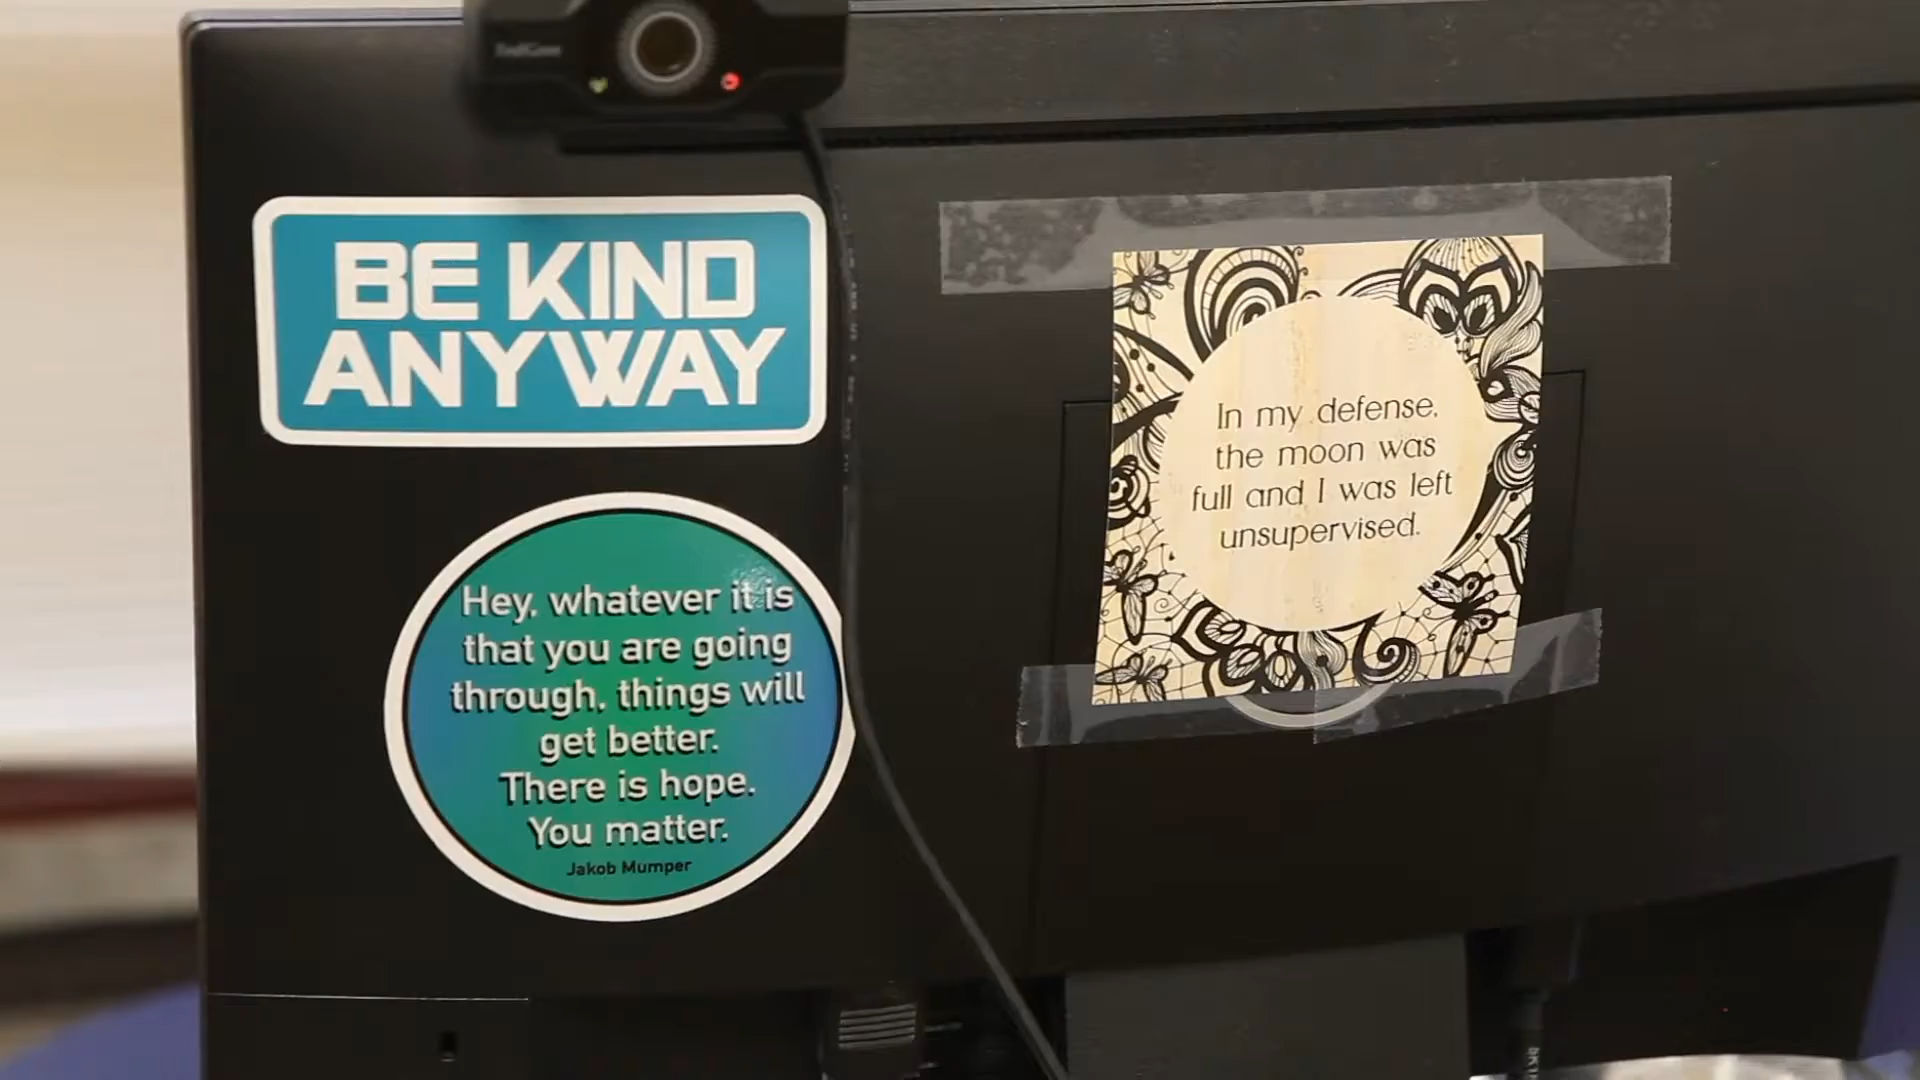 BE KIND
ANYWAY
Hey, whatever it is
that you are going
through, things will
get better.
There is hope.
You matter.
Jakob Mumper
In my defense,
the moon was
full and I was left
unsupervised.